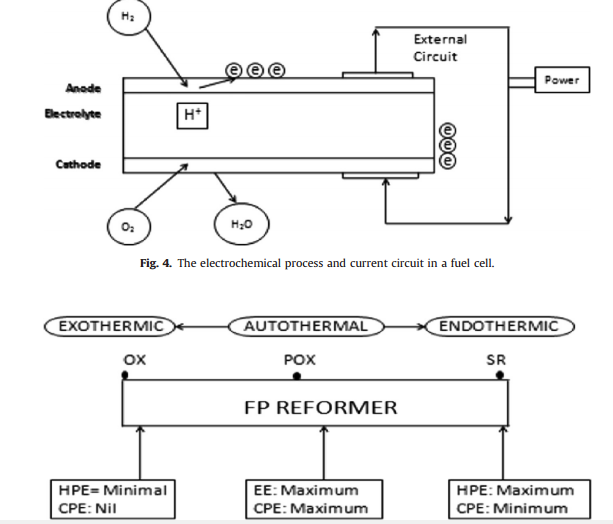 H₂
e e e
External
Circuit
Power
Anode
Electrolyte
H⁺
e
e
e
Cathode
O₂
H₂O
Fig. 4. The electrochemical process and current circuit in a fuel cell.
EXOTHERMIC AUTOTHERMAL ENDOTHERMIC
OX POX SR
FP REFORMER
HPE= Minimal
CPE: Nil
EE: Maximum
CPE: Maximum
HPE: Maximum
CPE: Minimum